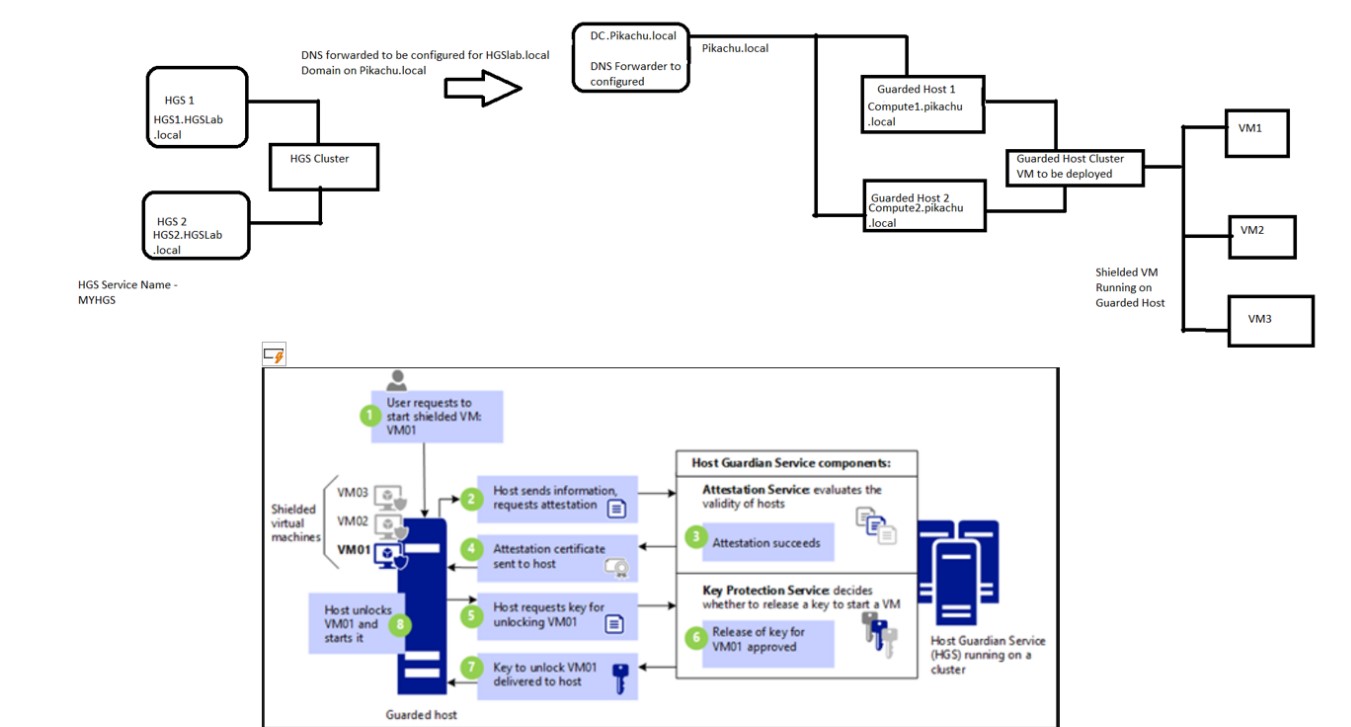 DNS forwarded to be configured for HGSlab.local
Domain on Pikachu.local
DC.Pikachu.local
DNS Forwarder to
configured
Pikachu.local
HGS 1
HGS1.HGSLab
.local
HGS Cluster
HGS 2
HGS2.HGSLab
.local
HGS Service Name -
MYHGS
Guarded Host 1
Compute1.pikachu
.local
Guarded Host 2
Compute2.pikachu
.local
Guarded Host Cluster
VM to be deployed
VM1
VM2
VM3
Shielded VM
Running on
Guarded Host
1
User requests to
start shielded VM:
VM01
Shielded
virtual
machines
VM03
VM02
VM01
2
Host sends information,
requests attestation
Host Guardian Service components:
Attestation Service: evaluates the
validity of hosts
3
Attestation succeeds
4
Attestation certificate
sent to host
5
Host requests key for
unlocking VM01
Key Protection Service: decides
whether to release a key to start a VM
6
Release of key for
VM01 approved
7
Key to unlock VM01
delivered to host
Host unlocks
VM01 and
starts it
8
Guarded host
Host Guardian Service
(HGS) running on a
cluster